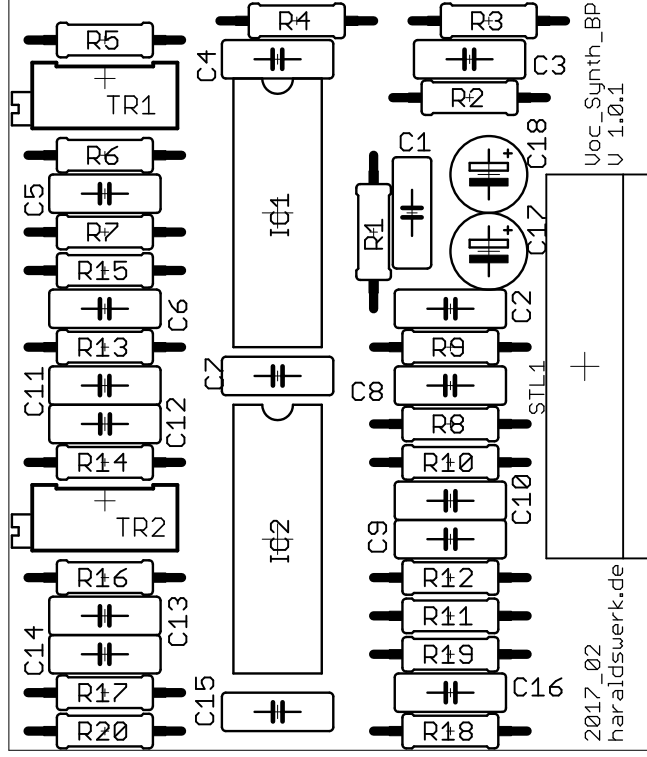 R5
R4
R3
C4
C3
TR1
R2
Voc_Synth_BP
V 1.0.1
R6
C1
C18
C5
IC1
R7
R1
C17
R15
C6
C2
R13
R9
C7
STL1
C11
C8
C12
R8
R14
R10
C10
TR2
IC2
C9
R16
R12
C13
R11
C14
R19
R17
C15
C16
R20
R18
2017_02
haraldswerk.de